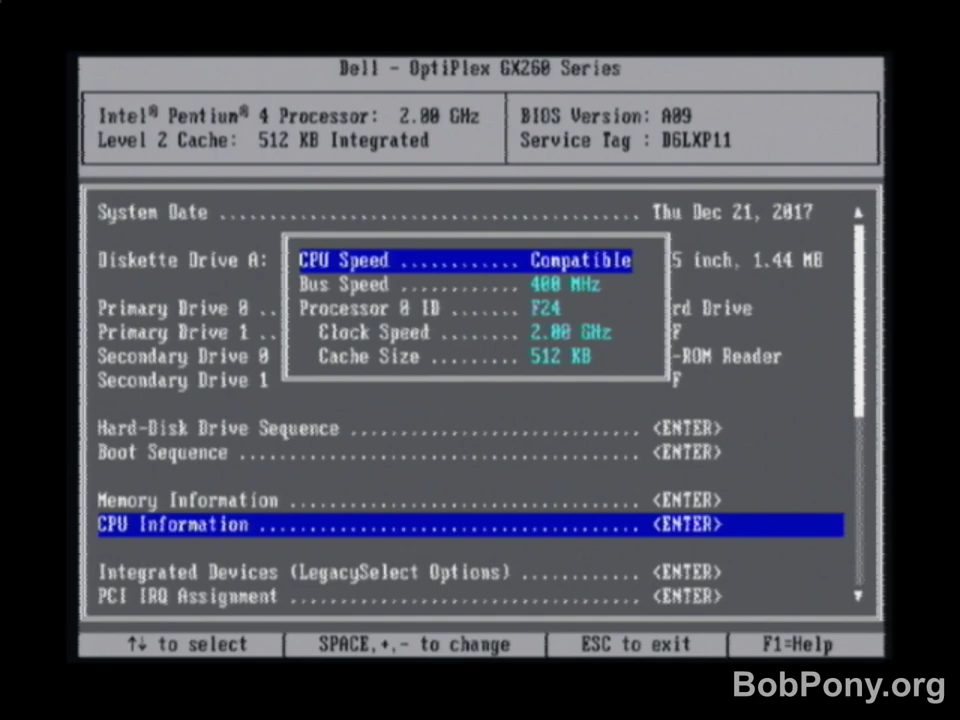 Dell - OptiPlex GX260 Series
Intel® Pentium® 4 Processor: 2.00 GHz
Level 2 Cache: 512 KB Integrated
BIOS Version: A09
Service Tag : D6LXP11
System Date .......................................... Thu Dec 21, 2017
Diskette Drive A: 5 inch, 1.44 MB
Primary Drive 0 .. rd Drive
Primary Drive 1 .. F
Secondary Drive 0 -ROM Reader
Secondary Drive 1 F
CPU Speed ............ Compatible
Bus Speed ............ 400 MHz
Processor 0 ID ....... F24
Clock Speed ........ 2.00 GHz
Cache Size ......... 512 KB
Hard-Disk Drive Sequence ............................. <ENTER>
Boot Sequence ........................................ <ENTER>
Memory Information ................................... <ENTER>
CPU Information ...................................... <ENTER>
Integrated Devices (LegacySelect Options) ............ <ENTER>
PCI IRQ Assignment ................................... <ENTER>
↑↓ to select SPACE,+,- to change ESC to exit F1=Help
BobPony.org